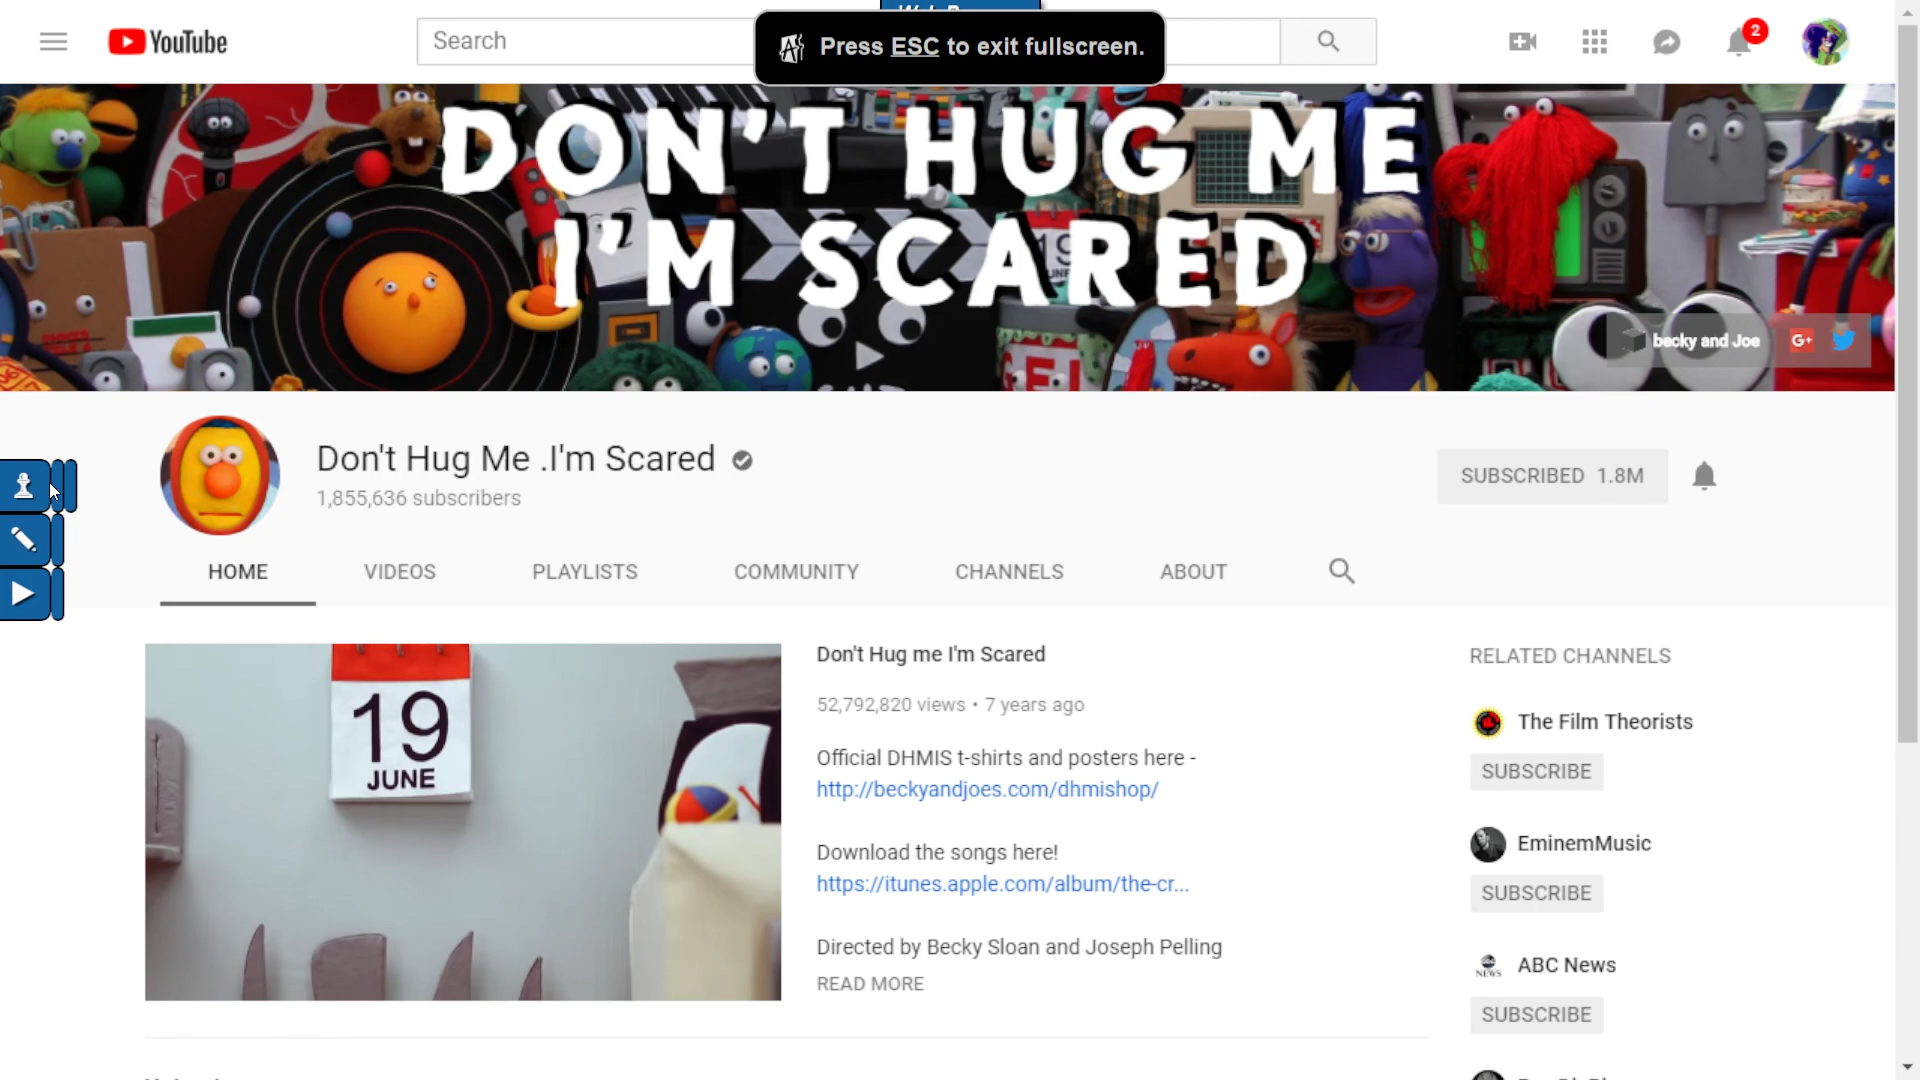 YouTube
Search
Press ESC to exit fullscreen.
2
DON'T HUG ME
I'M SCARED
19
becky and Joe
G+
Don't Hug Me .I'm Scared
1,855,636 subscribers
SUBSCRIBED 1.8M
HOME VIDEOS PLAYLISTS COMMUNITY CHANNELS ABOUT
19
JUNE
Don't Hug me I'm Scared
52,792,820 views • 7 years ago
Official DHMIS t-shirts and posters here -
http://beckyandjoes.com/dhmishop/
Download the songs here!
https://itunes.apple.com/album/the-cr...
Directed by Becky Sloan and Joseph Pelling
READ MORE
RELATED CHANNELS
The Film Theorists
SUBSCRIBE
EminemMusic
SUBSCRIBE
abc NEWS
ABC News
SUBSCRIBE